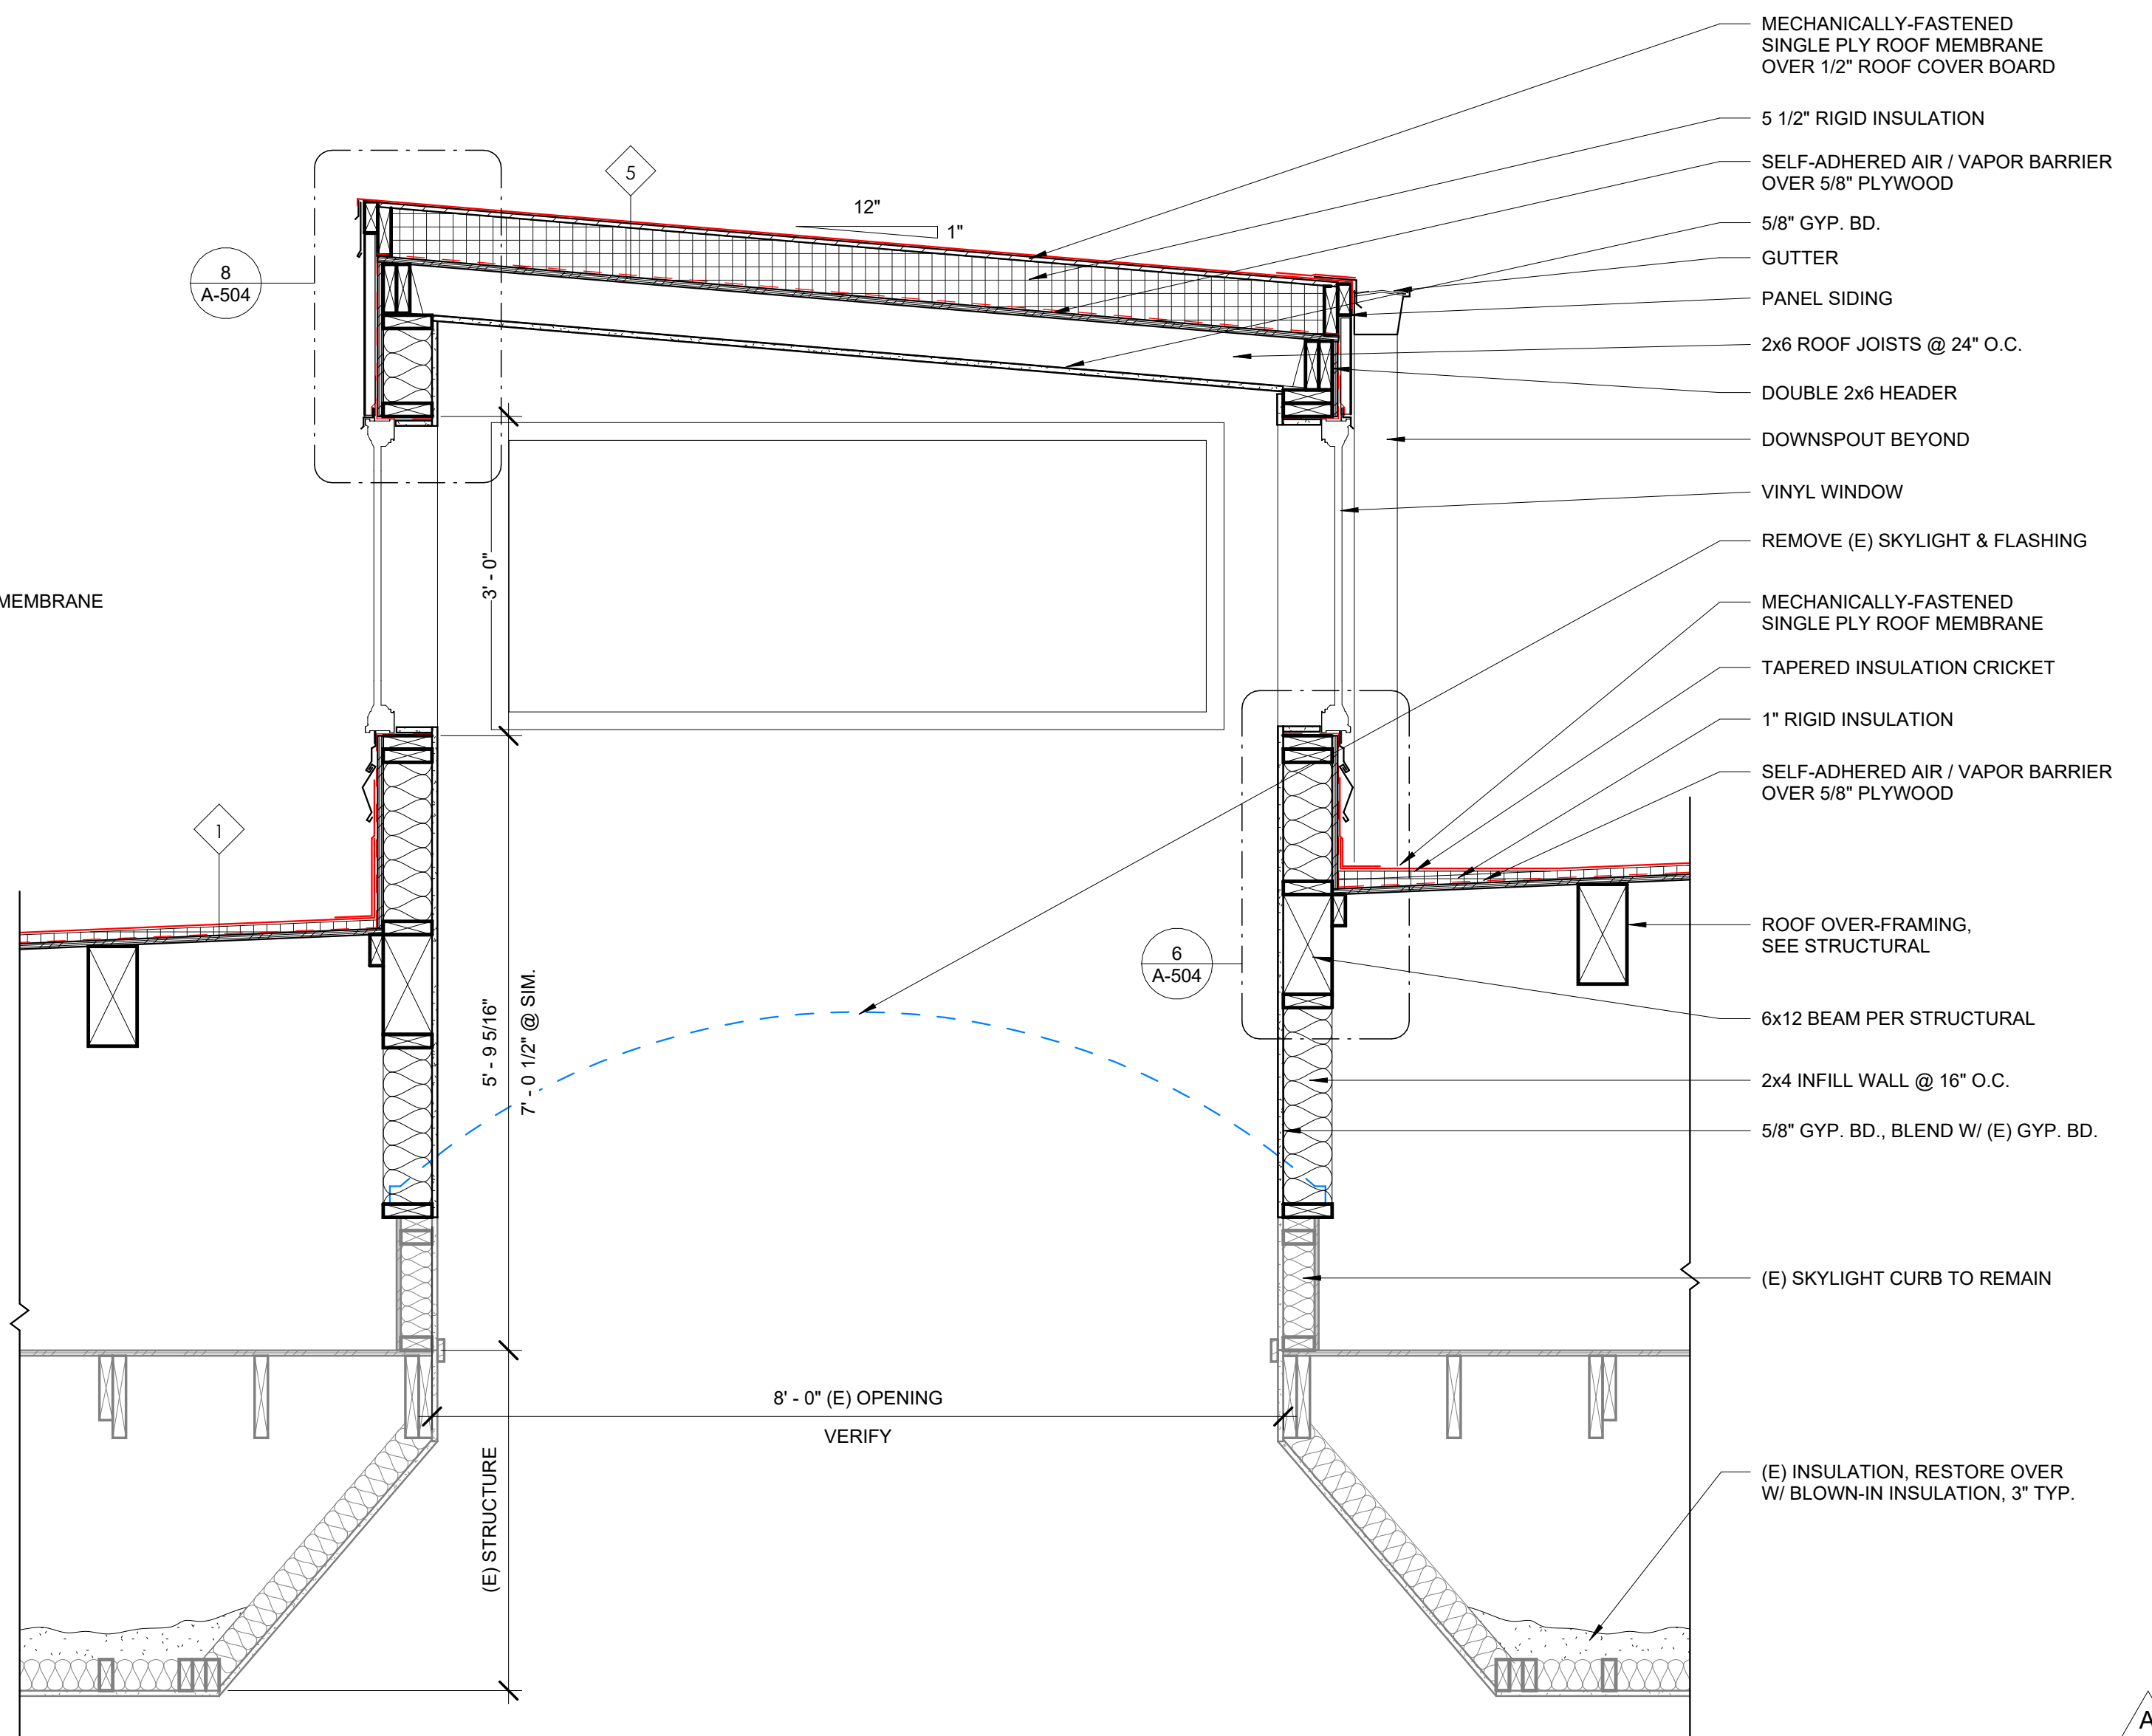 MECHANICALLY-FASTENED
SINGLE PLY ROOF MEMBRANE
OVER 1/2" ROOF COVER BOARD
5 1/2" RIGID INSULATION
SELF-ADHERED AIR / VAPOR BARRIER
OVER 5/8" PLYWOOD
5/8" GYP. BD.
GUTTER
PANEL SIDING
2x6 ROOF JOISTS @ 24" O.C.
DOUBLE 2x6 HEADER
DOWNSPOUT BEYOND
VINYL WINDOW
REMOVE (E) SKYLIGHT & FLASHING
MECHANICALLY-FASTENED
SINGLE PLY ROOF MEMBRANE
TAPERED INSULATION CRICKET
1" RIGID INSULATION
SELF-ADHERED AIR / VAPOR BARRIER
OVER 5/8" PLYWOOD
ROOF OVER-FRAMING,
SEE STRUCTURAL
6x12 BEAM PER STRUCTURAL
2x4 INFILL WALL @ 16" O.C.
5/8" GYP. BD., BLEND W/ (E) GYP. BD.
(E) SKYLIGHT CURB TO REMAIN
(E) INSULATION, RESTORE OVER
W/ BLOWN-IN INSULATION, 3" TYP.
5
12"
1"
8
A-504
3' - 0"
MEMBRANE
1
6
A-504
5' - 9 5/16"
7' - 0 1/2" @ SIM.
8' - 0" (E) OPENING
VERIFY
(E) STRUCTURE
A